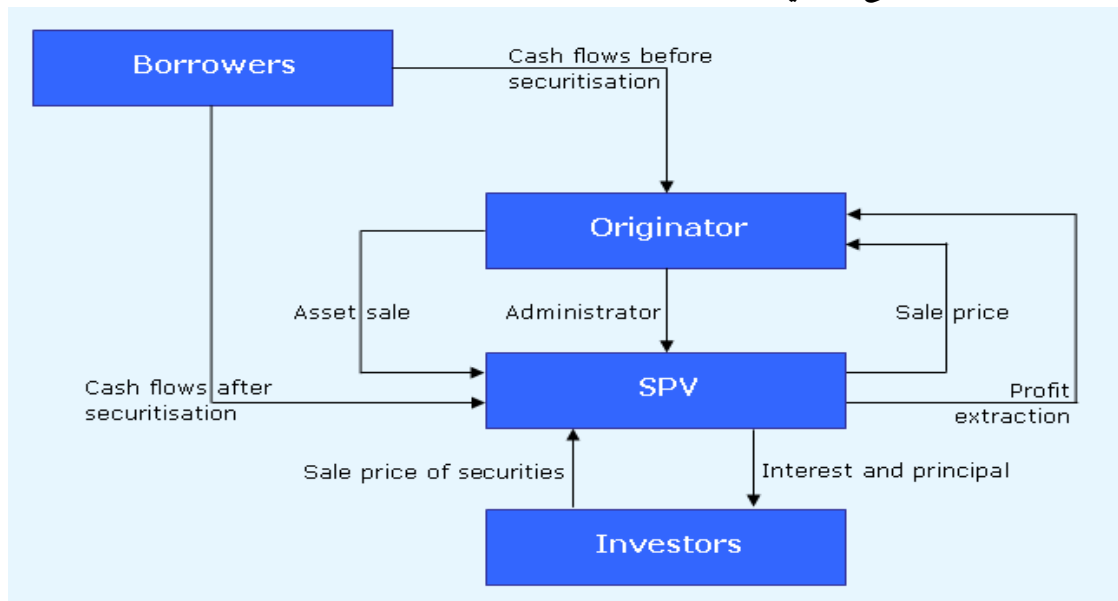 Borrowers
Cash flows before
securitisation
Originator
Asset sale
Administrator
Sale price
SPV
Cash flows after
securitisation
Profit
extraction
Sale price of securities
Interest and principal
Investors